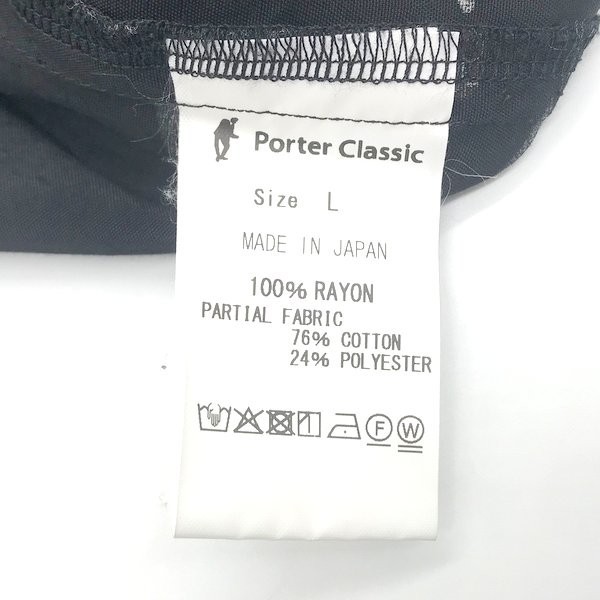 Porter Classic
Size L
MADE IN JAPAN
100% RAYON
PARTIAL FABRIC
76% COTTON
24% POLYESTER
F W